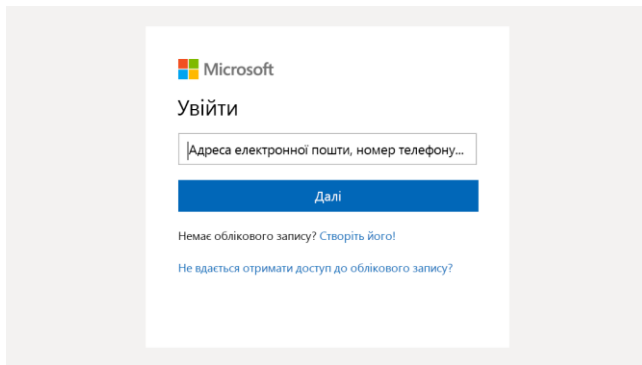 Microsoft
Увійти
Адреса електронної пошти, номер телефону...
Далі
Немає облікового запису? Створіть його!
Не вдається отримати доступ до облікового запису?